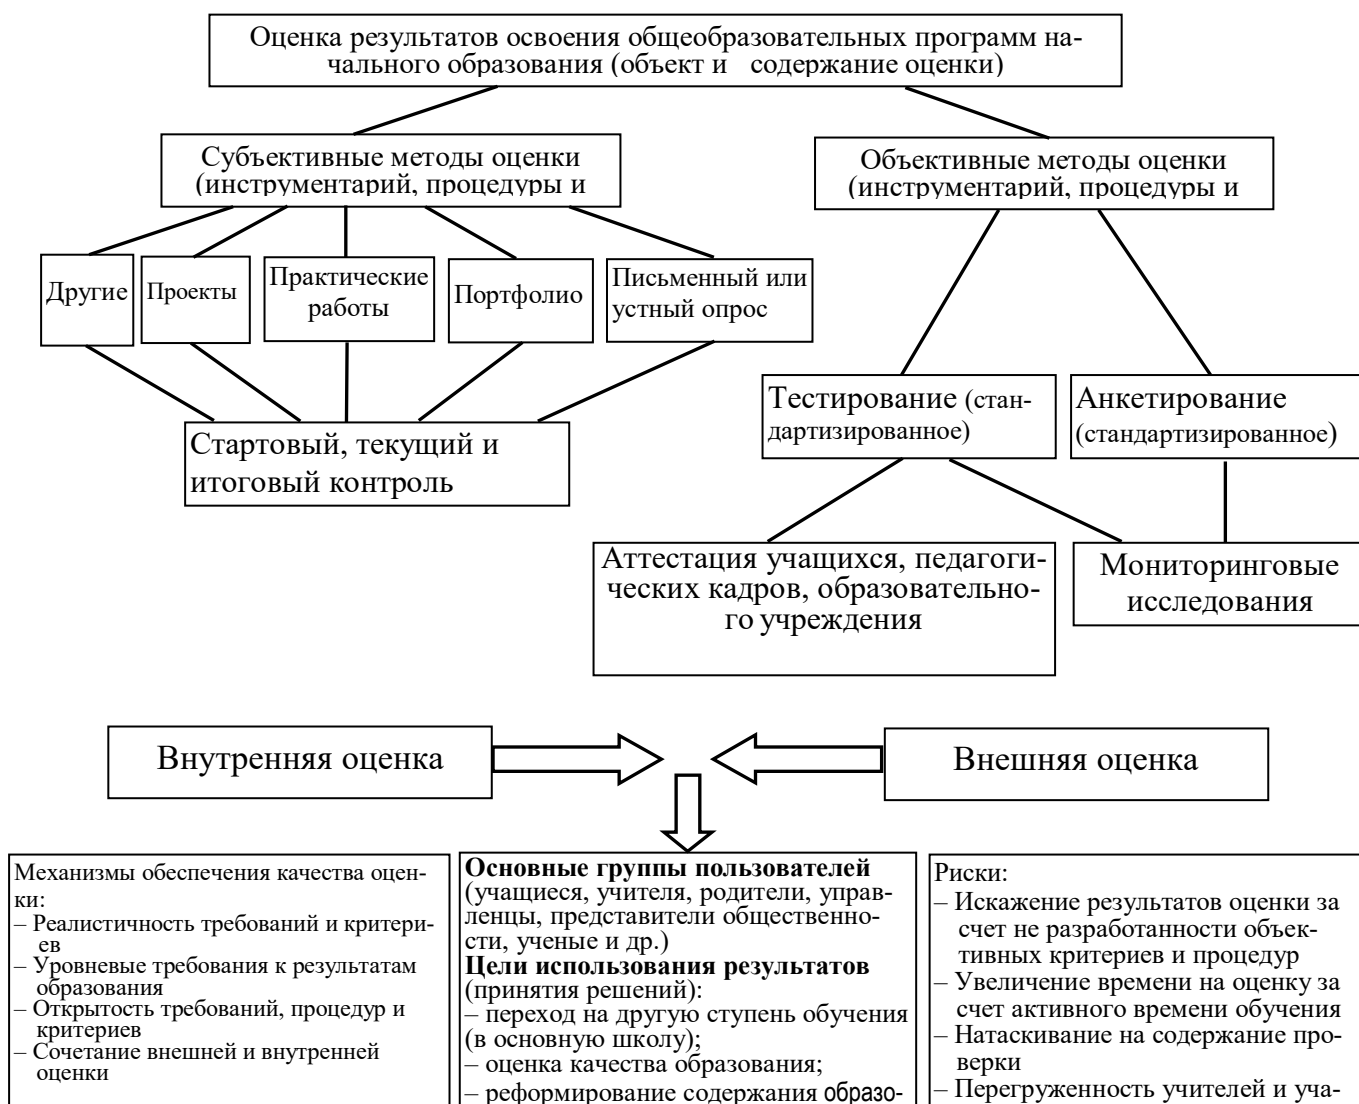 Оценка результатов освоения общеобразовательных программ на-
чального образования (объект и содержание оценки)
Субъективные методы оценки
(инструментарий, процедуры и
Объективные методы оценки
(инструментарий, процедуры и
Другие
Проекты
Практические
работы
Портфолио
Письменный или
устный опрос
Тестирование (стан-
дартизированное)
Анкетирование
(стандартизированное)
Стартовый, текущий и
итоговый контроль
Аттестация учащихся, педагоги-
ческих кадров, образовательно-
го учреждения
Мониторинговые
исследования
Внутренняя оценка
Внешняя оценка
Механизмы обеспечения качества оцен-
ки:
– Реалистичность требований и критери-
ев
– Уровневые требования к результатам
образования
– Открытость требований, процедур и
критериев
– Сочетание внешней и внутренней
оценки
Основные группы пользователей
(учащиеся, учителя, родители, управ-
ленцы, представители общественно-
сти, ученые и др.)
Цели использования результатов
(принятия решений):
– переход на другую ступень обучения
(в основную школу);
– оценка качества образования;
– реформирование содержания образо-
Риски:
– Искажение результатов оценки за
счет не разработанности объек-
тивных критериев и процедур
– Увеличение времени на оценку за
счет активного времени обучения
– Натаскивание на содержание про-
верки
– Перегруженность учителей и уча-